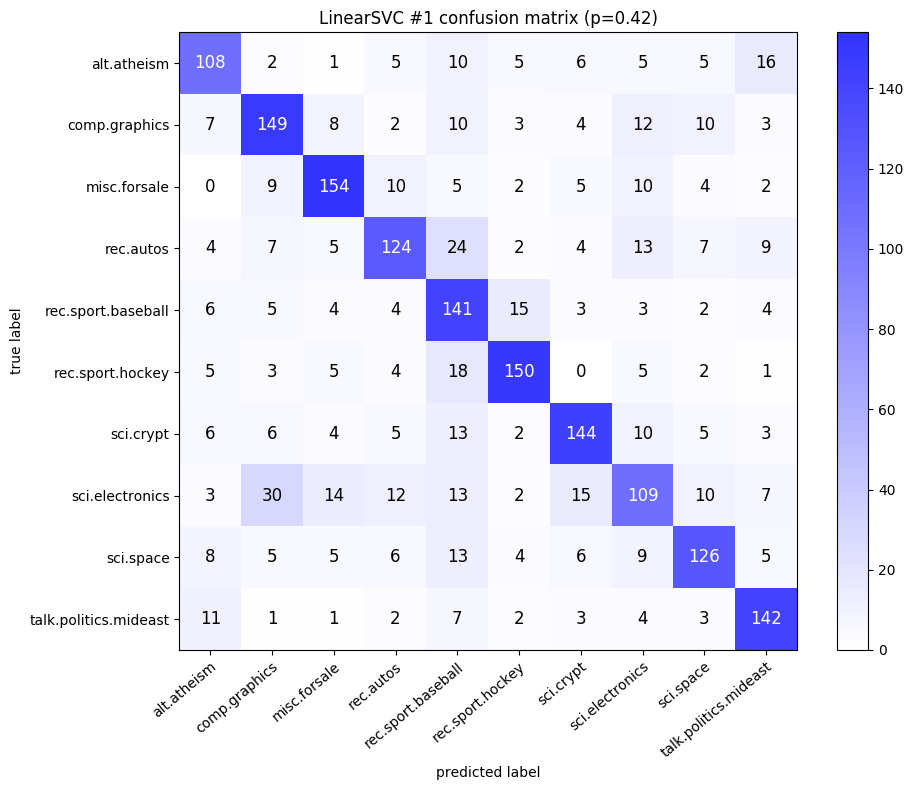 LinearSVC #1 confusion matrix (p=0.42)
alt.atheism 108 2 1 5 10 5 6 5 5 16
comp.graphics 7 149 8 2 10 3 4 12 10 3
misc.forsale 0 9 154 10 5 2 5 10 4 2
rec.autos 4 7 5 124 24 2 4 13 7 9
rec.sport.baseball 6 5 4 4 141 15 3 3 2 4
rec.sport.hockey 5 3 5 4 18 150 0 5 2 1
sci.crypt 6 6 4 5 13 2 144 10 5 3
sci.electronics 3 30 14 12 13 2 15 109 10 7
sci.space 8 5 5 6 13 4 6 9 126 5
talk.politics.mideast 11 1 1 2 7 2 3 4 3 142
true label
alt.atheism comp.graphics misc.forsale rec.autos rec.sport.baseball rec.sport.hockey sci.crypt sci.electronics sci.space talk.politics.mideast
predicted label
140
120
100
80
60
40
20
0